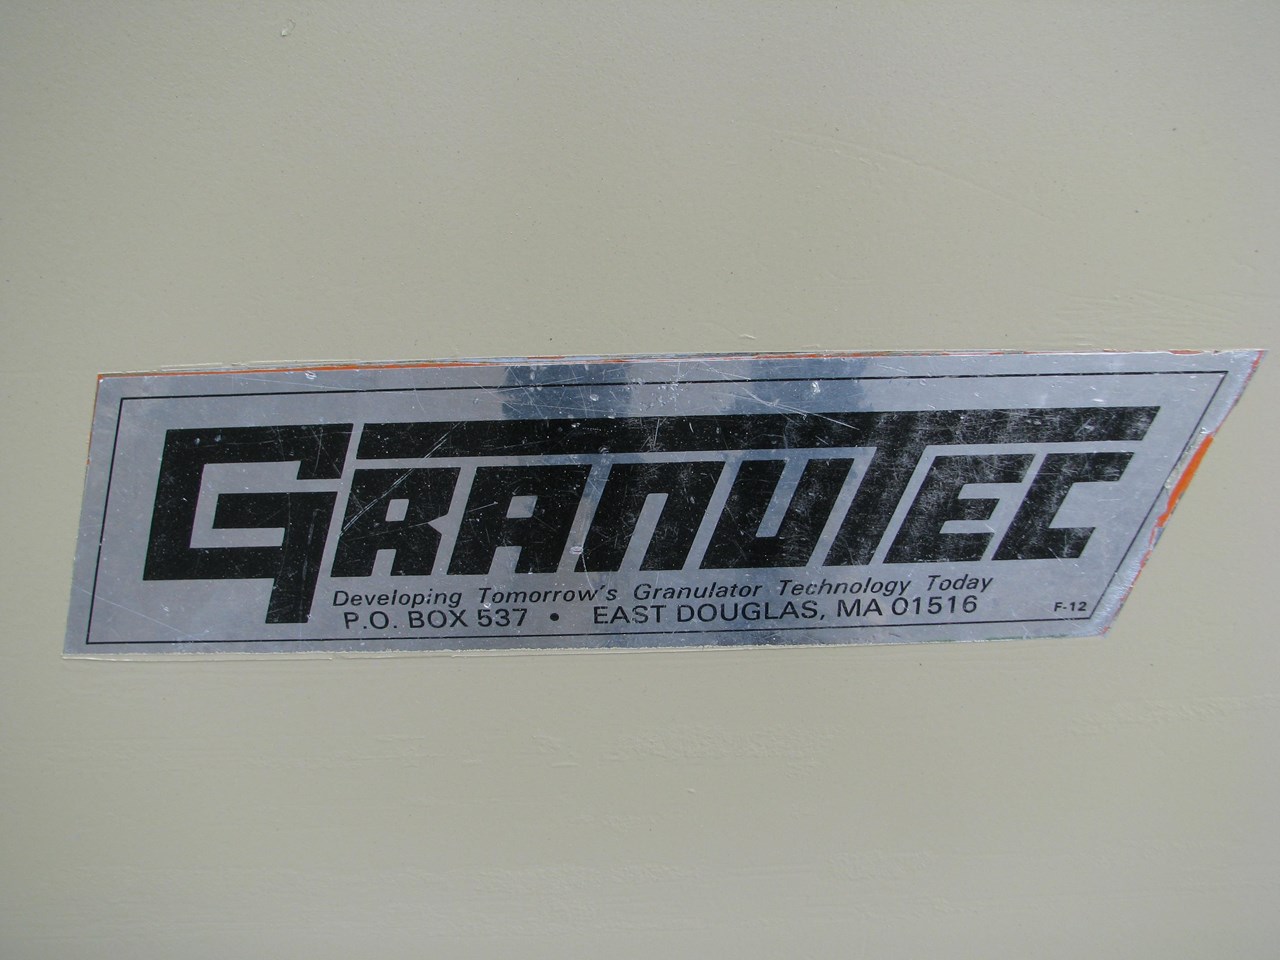 GRANUTEC
Developing Tomorrow's Granulator Technology Today
P.O. BOX 537 • EAST DOUGLAS, MA 01516
F-12